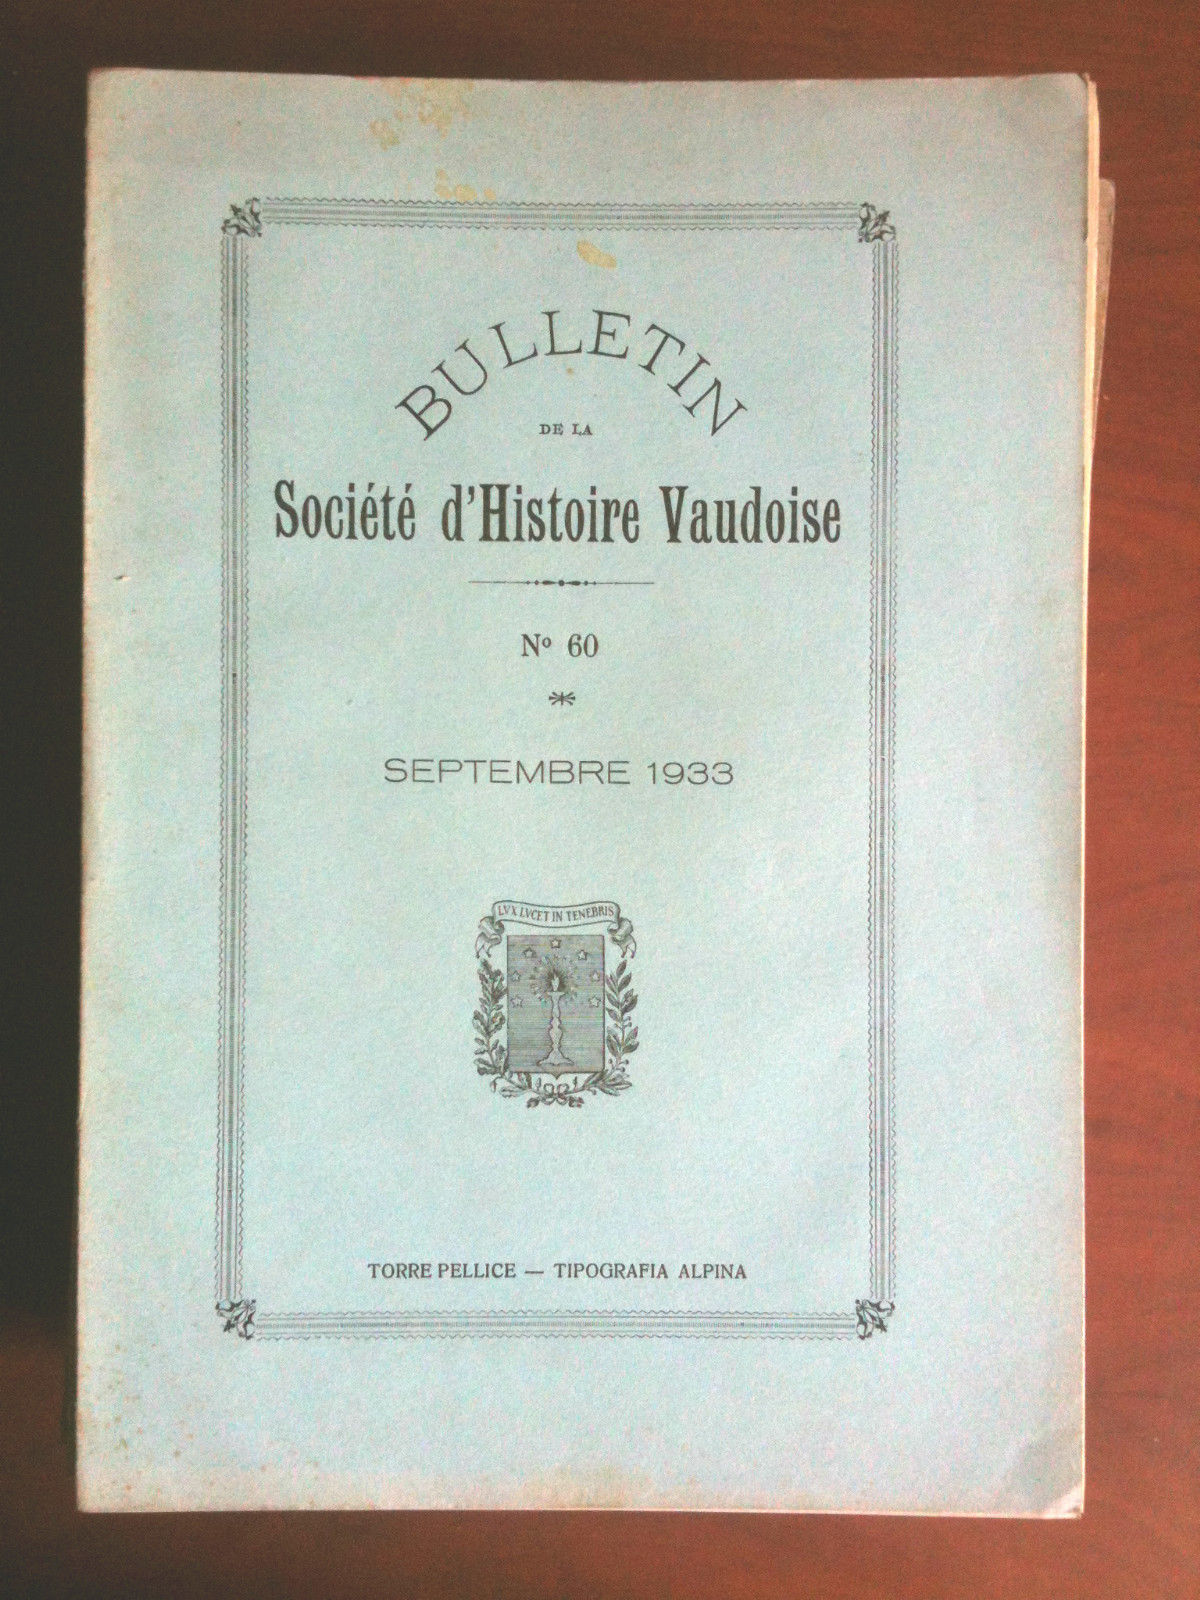 BULLETIN
DE LA
Société d'Histoire Vaudoise
Nº 60
*
SEPTEMBRE 1933
LVX LVCET IN TENEBRIS
TORRE PELLICE — TIPOGRAFIA ALPINA